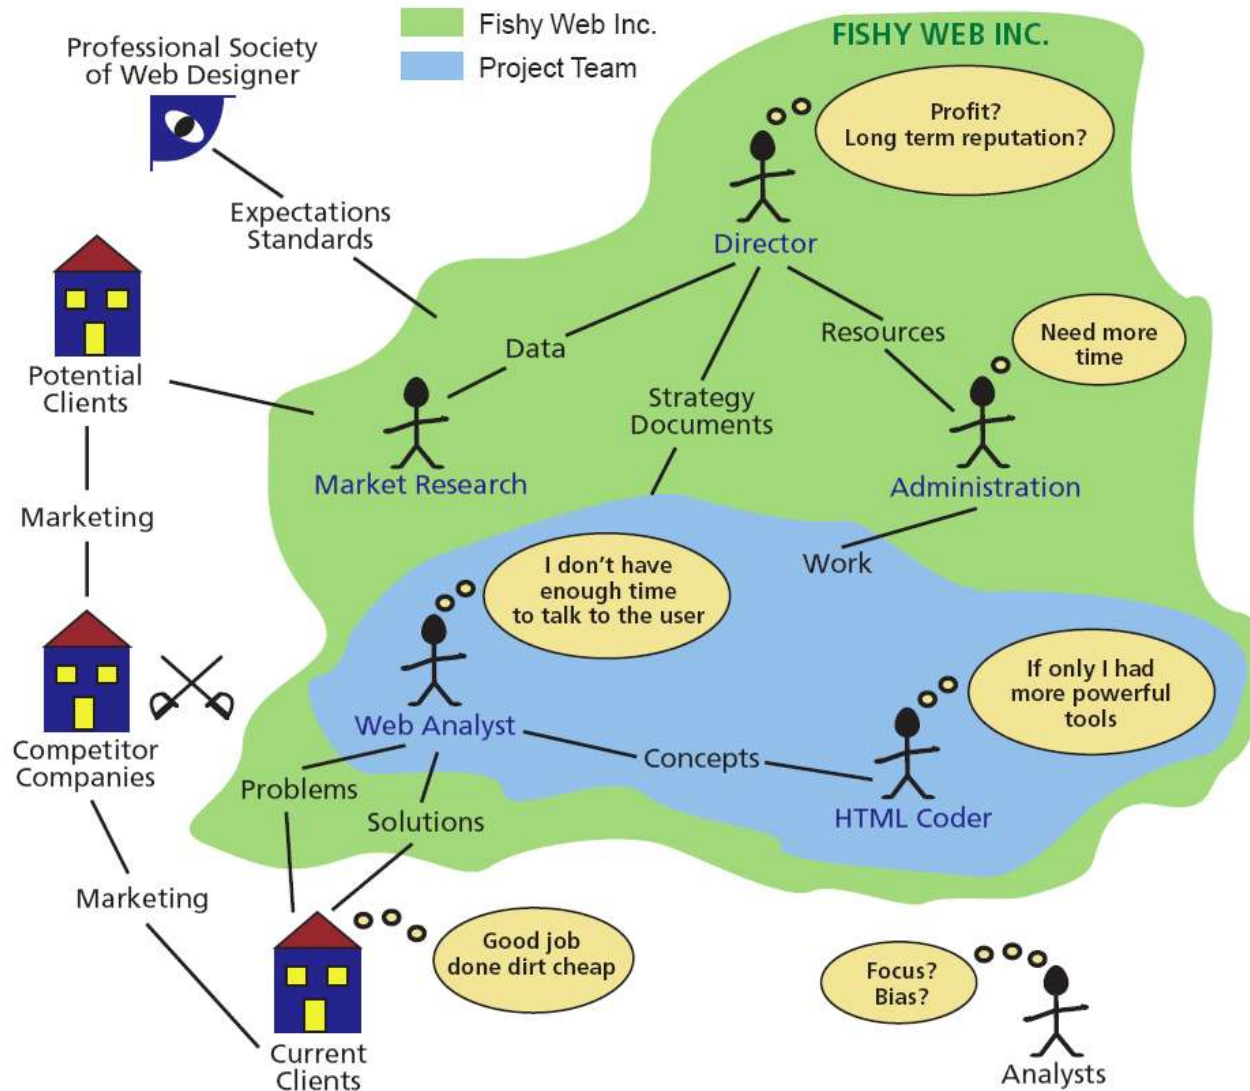 Fishy Web Inc.
Project Team
FISHY WEB INC.
Professional Society
of Web Designer
Profit?
Long term reputation?
Expectations
Standards
Director
Potential
Clients
Data
Resources
Need more
time
Strategy
Documents
Market Research
Administration
Marketing
Work
I don't have
enough time
to talk to the user
If only I had
more powerful
tools
Web Analyst
Competitor
Companies
Concepts
Problems
Solutions
HTML Coder
Marketing
Good job
done dirt cheap
Focus?
Bias?
Current
Clients
Analysts